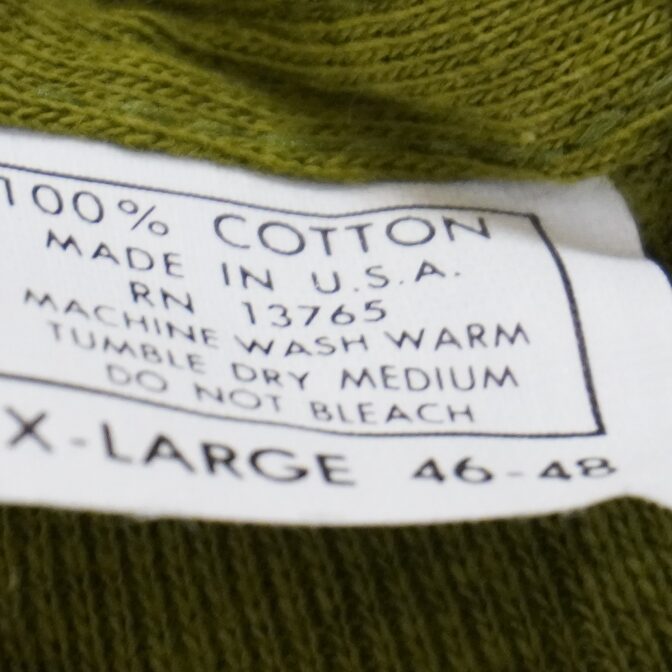 100% COTTON
MADE IN U.S.A.
RN 13765
MACHINE WASH WARM
TUMBLE DRY MEDIUM
DO NOT BLEACH
X-LARGE 46-48